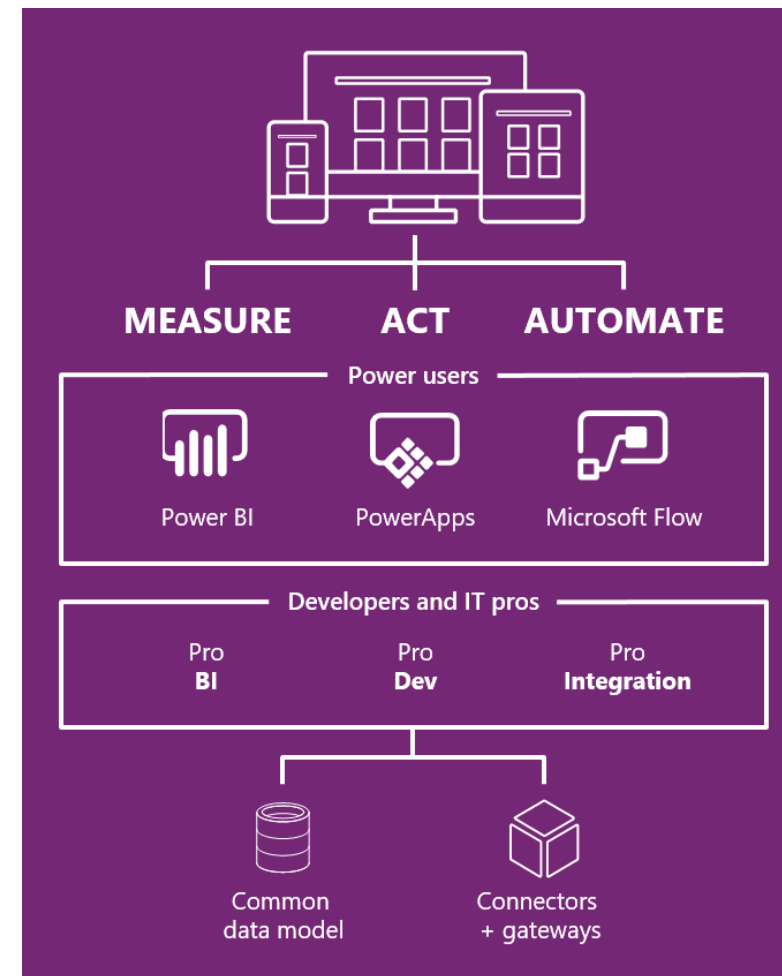 MEASURE ACT AUTOMATE
Power users
Power BI PowerApps Microsoft Flow
Developers and IT pros
Pro Pro Pro
BI Dev Integration
Common Connectors
data model + gateways